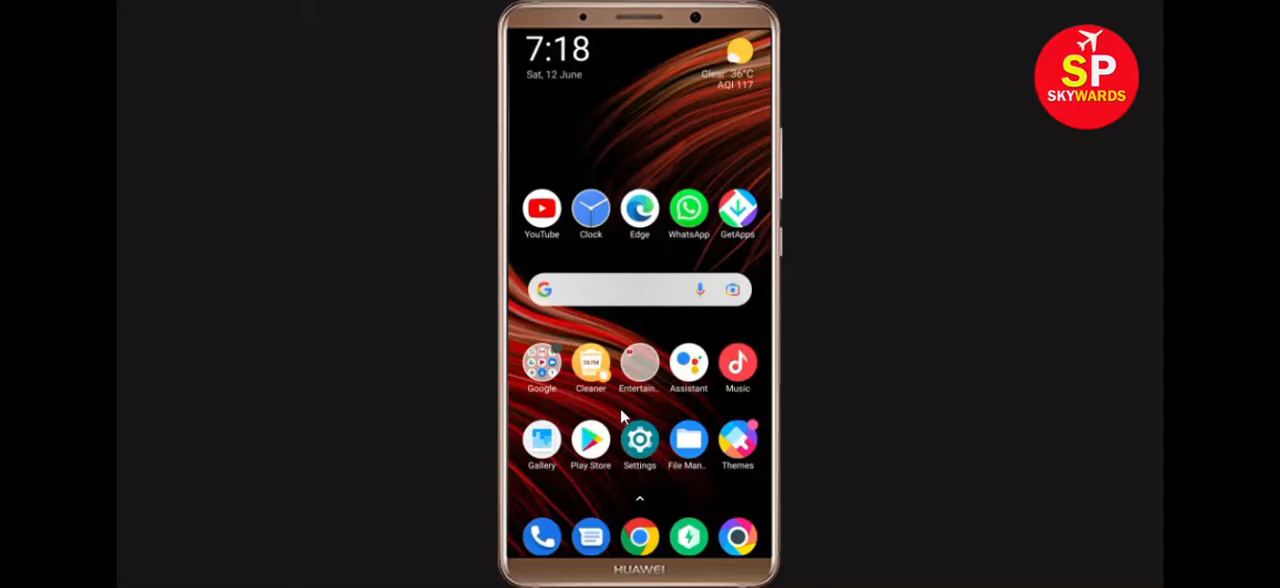 7:18
Sat, 12 June
Clear 36°C
AQI 117
SP
SKYWARDS
YouTube
Clock
Edge
WhatsApp
GetApps
Google
Cleaner
Entertain..
Assistant
Music
Gallery
Play Store
Settings
File Man..
Themes
HUAWEI